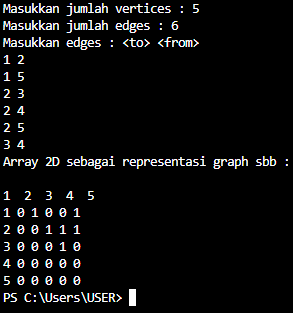 Masukkan jumlah vertices : 5
Masukkan jumlah edges : 6
Masukkan edges : <to> <from>
1 2
1 5
2 3
2 4
2 5
3 4
Array 2D sebagai representasi graph sbb :
1 2 3 4 5
1 0 1 0 0 1
2 0 0 1 1 1
3 0 0 0 1 0
4 0 0 0 0 0
5 0 0 0 0 0
PS C:\Users\USER>